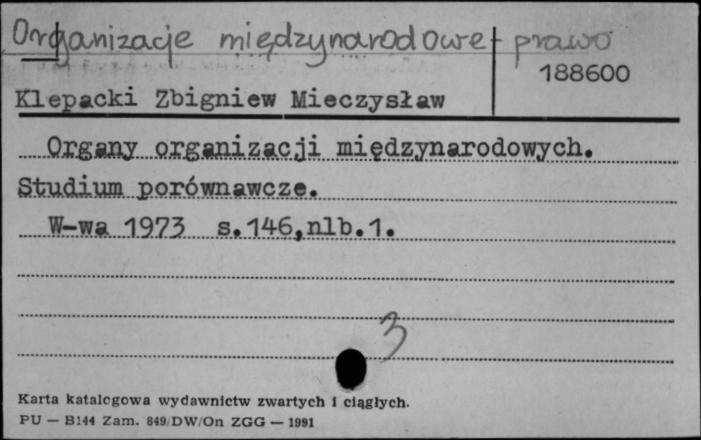 Organizacje międzynarodowe - prawo
188600
Klepacki Zbigniew Mieczysław
Organy organizacji międzynarodowych.
Studium porównawcze.
W-wa 1973 s.146,nlb.1.
3
Karta katalogowa wydawnictw zwartych i ciągłych.
PU — B144 Zam. 849/DW/On ZGG — 1991